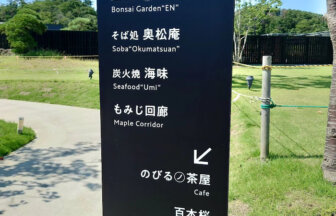 Bonsai Garden"EN"
そば処 奥松庵
Soba"Okumatsuan"
炭火焼 海味
Seafood"Umi"
もみじ回廊
Maple Corridor
↙
のびるノ茶屋
Cafe
百本桜